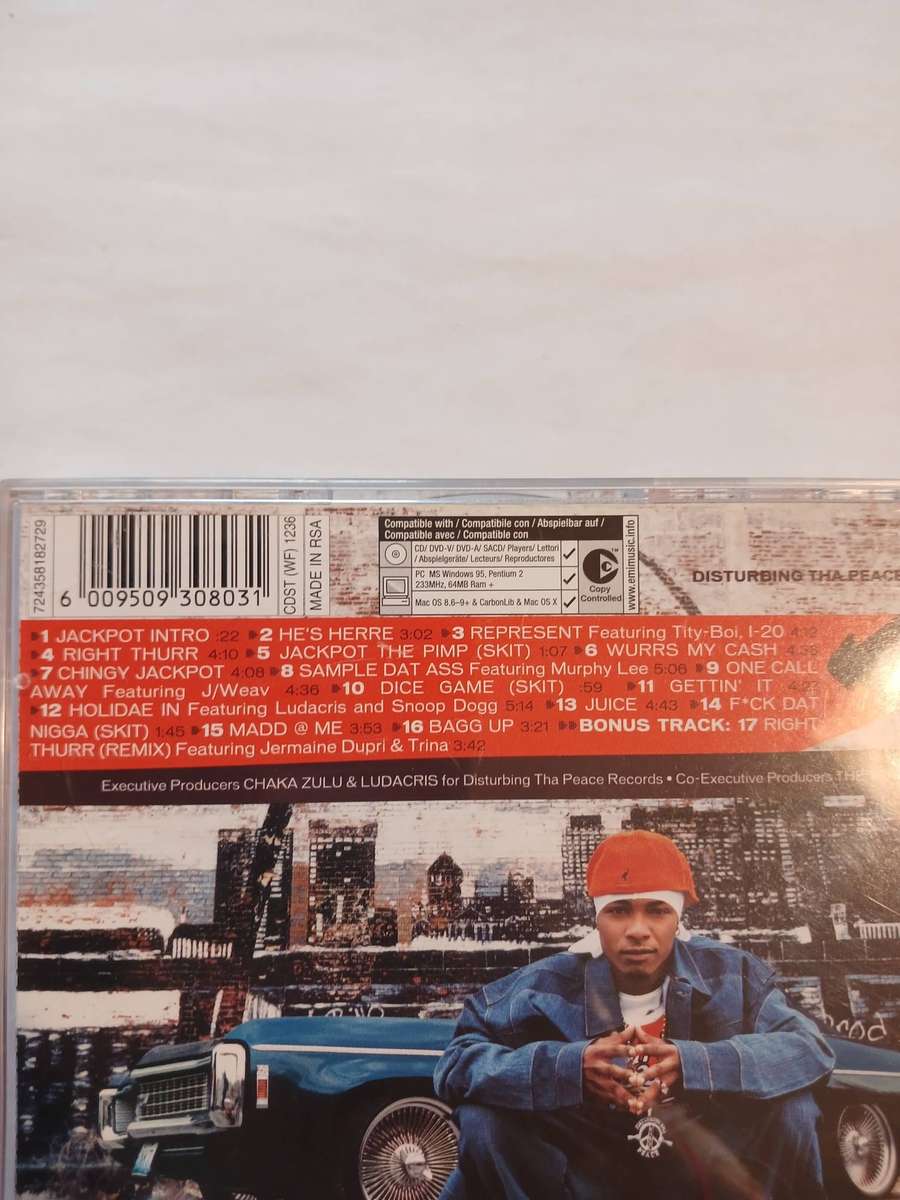 724358182729
6 009509 308031
CDST (WF) 1236
MADE IN RSA
Compatible with / Compatibile con / Abspielbar auf /
Compatible avec / Compatible con
CD/ DVD-V/ DVD-A/ SACD/ Players/ Lettori
/ Abspielgeräte/ Lecteurs/ Reproductores
PC MS Windows 95, Pentium 2
233MHz, 64MB Ram +
Mac OS 8.6-9+ & CarbonLib & Mac OS X
Copy
Controlled
www.emimusic.info
DISTURBING THA PEACE
1 JACKPOT INTRO :22 2 HE'S HERRE 3:02 3 REPRESENT Featuring Tity-Boi, I-20
4 RIGHT THURR 4:10 5 JACKPOT THE PIMP (SKIT) 1:07 6 WURRS MY CASH
7 CHINGY JACKPOT 4:08 8 SAMPLE DAT ASS Featuring Murphy Lee 5:06 9 ONE CALL
AWAY Featuring J/Weav 4:36 10 DICE GAME (SKIT) :59 11 GETTIN' IT
12 HOLIDAE IN Featuring Ludacris and Snoop Dogg 5:14 13 JUICE 4:43 14 F*CK DAT
NIGGA (SKIT) 1:45 15 MADD @ ME 3:53 16 BAGG UP 3:21 BONUS TRACK: 17 RIGHT
THURR (REMIX) Featuring Jermaine Dupri & Trina 3:42
Executive Producers CHAKA ZULU & LUDACRIS for Disturbing Tha Peace Records • Co-Executive Producers
PEACE